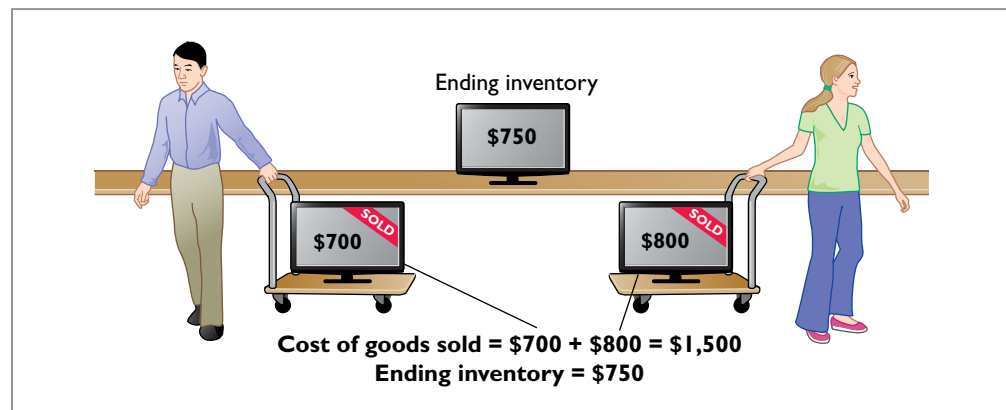 Ending inventory
$750
SOLD
$700
SOLD
$800
Cost of goods sold = $700 + $800 = $1,500
Ending inventory = $750